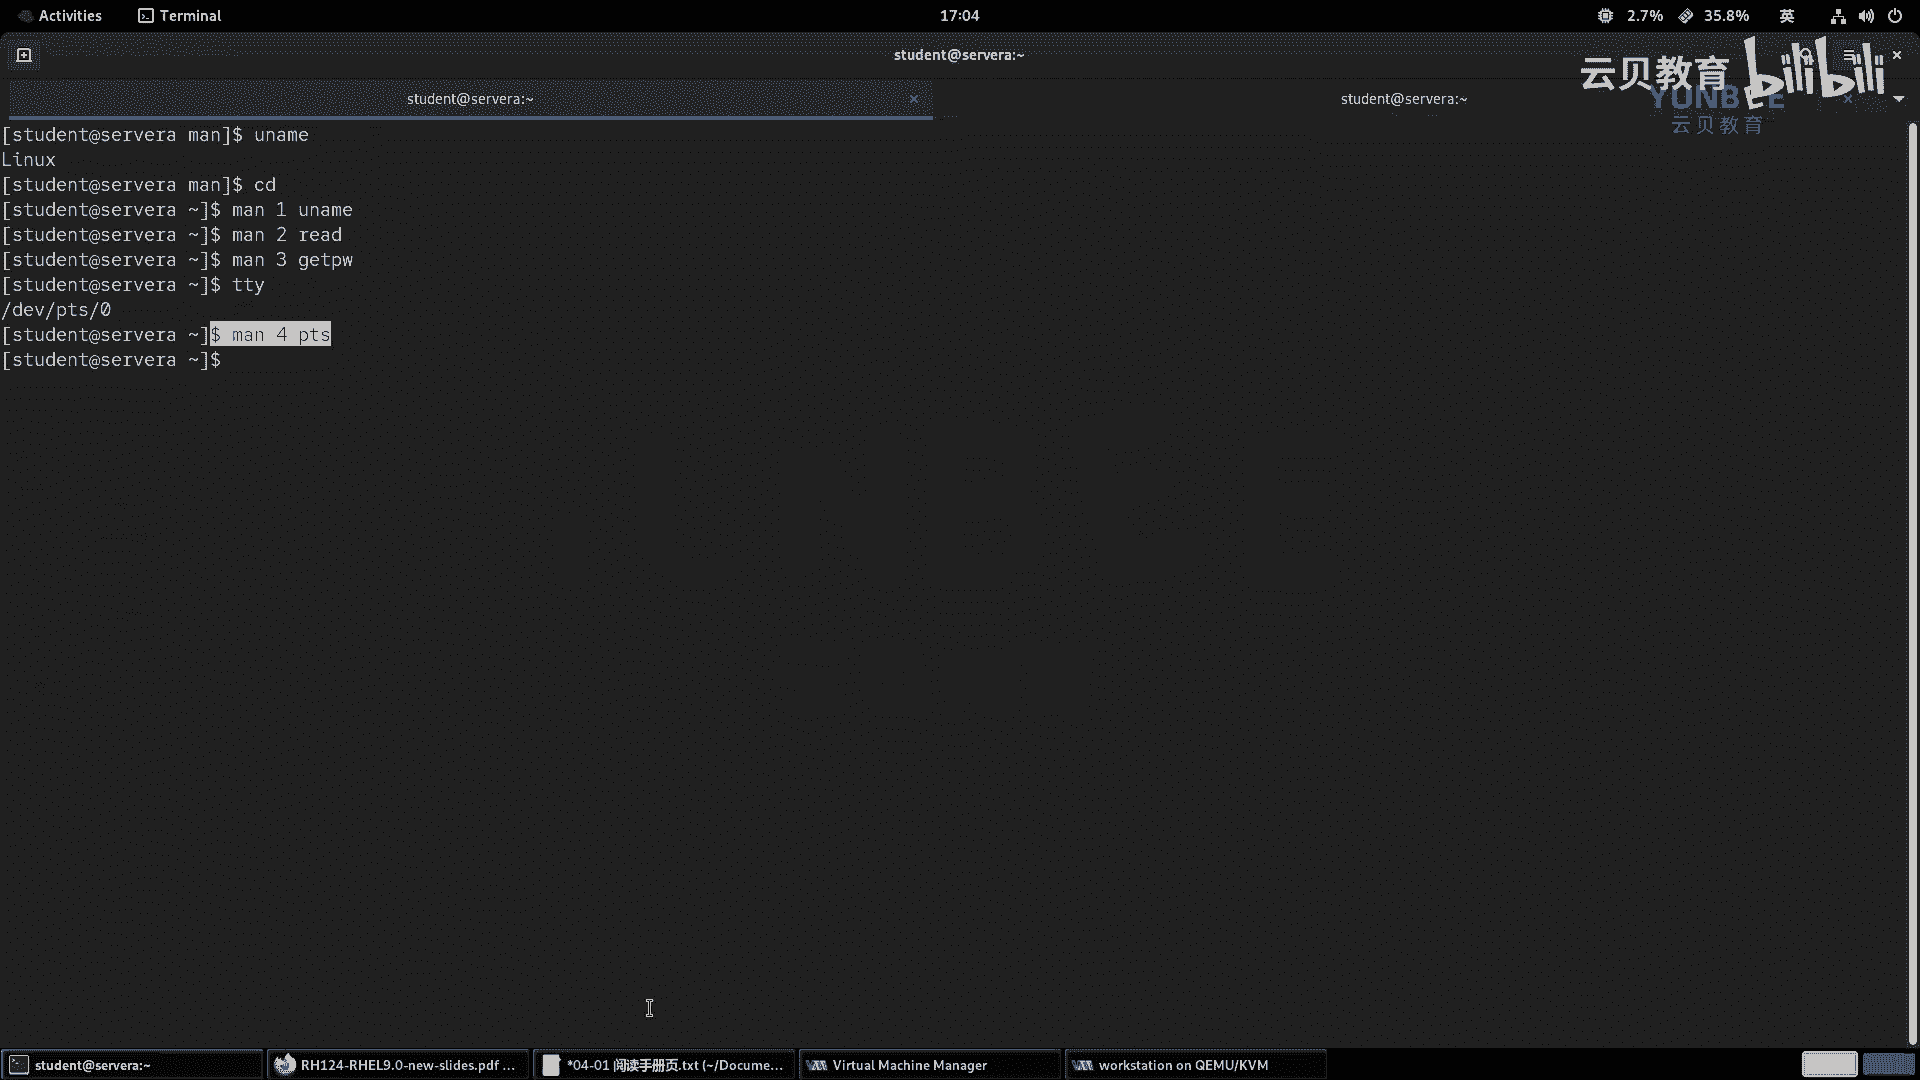 Activities
Terminal
17:04
2.7%
35.8%
英
student@servera:~
云贝教育
bilibili
student@servera:~
student@servera:~
YUNBEE
云贝教育
[student@servera man]$ uname
Linux
[student@servera man]$ cd
[student@servera ~]$ man 1 uname
[student@servera ~]$ man 2 read
[student@servera ~]$ man 3 getpw
[student@servera ~]$ tty
/dev/pts/0
[student@servera ~]$ man 4 pts
[student@servera ~]$
student@servera:~
RH124-RHEL9.0-new-slides.pdf ...
*04-01 阅读手册页.txt (~/Docume...
Virtual Machine Manager
workstation on QEMU/KVM